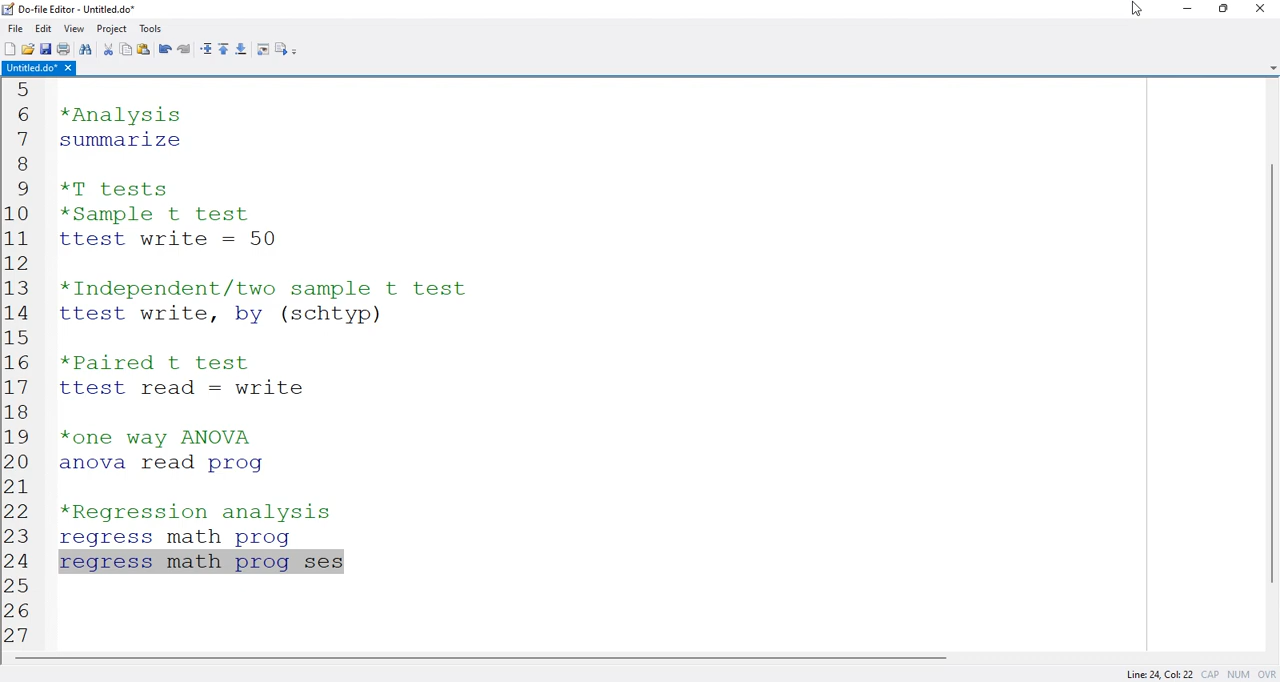 Do-file Editor - Untitled.do*
File Edit View Project Tools
Untitled.do* ×
5
6 *Analysis
7 summarize
8
9 *T tests
10 *Sample t test
11 ttest write = 50
12
13 *Independent/two sample t test
14 ttest write, by (schtyp)
15
16 *Paired t test
17 ttest read = write
18
19 *one way ANOVA
20 anova read prog
21
22 *Regression analysis
23 regress math prog
24 regress math prog ses
25
26
27
Line: 24, Col: 22 CAP NUM OVR